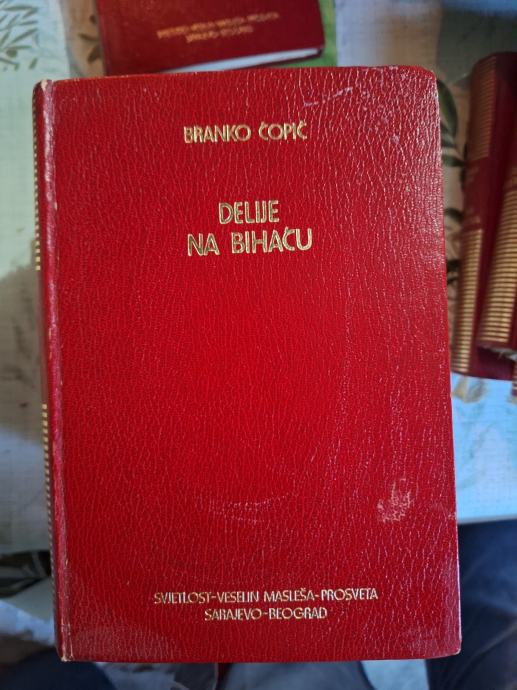 BRANKO ĆOPIĆ
DELIJE
NA BIHAĆU
SVJETLOST-VESELIN MASLEŠA-PROSVETA
SARAJEVO-BEOGRAD